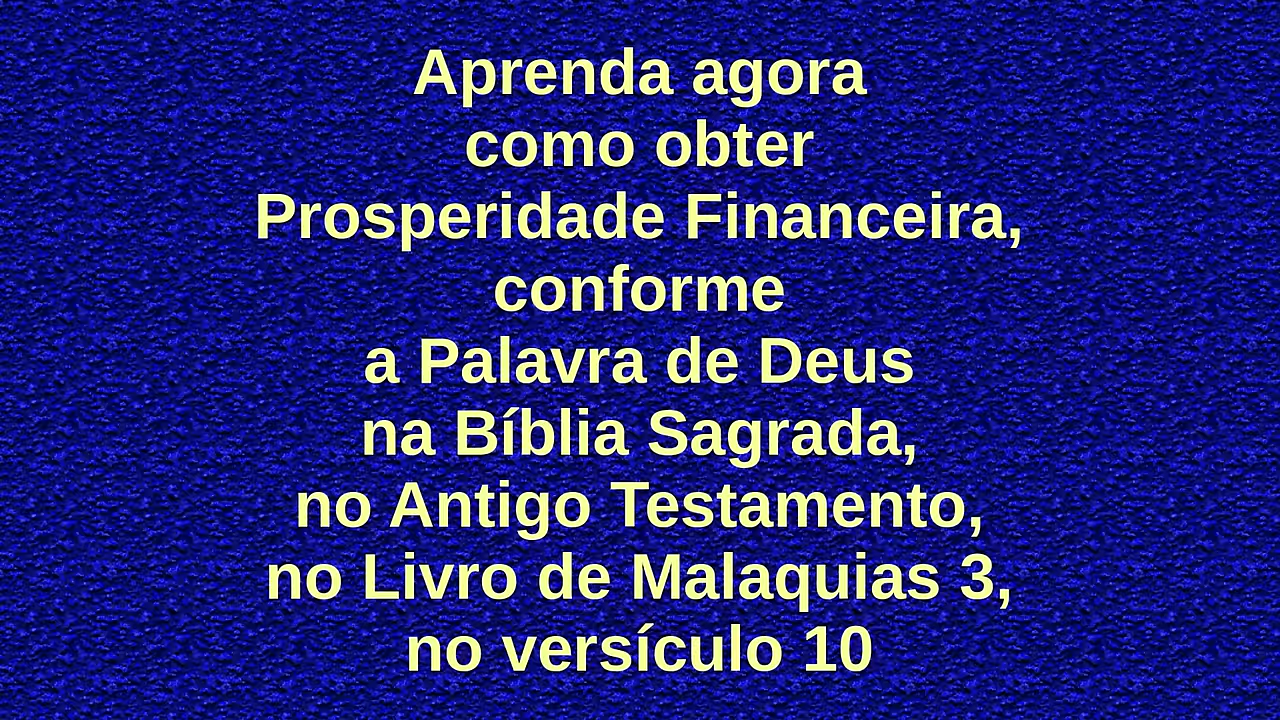 Aprenda agora
como obter
Prosperidade Financeira,
conforme
a Palavra de Deus
na Bíblia Sagrada,
no Antigo Testamento,
no Livro de Malaquias 3,
no versículo 10